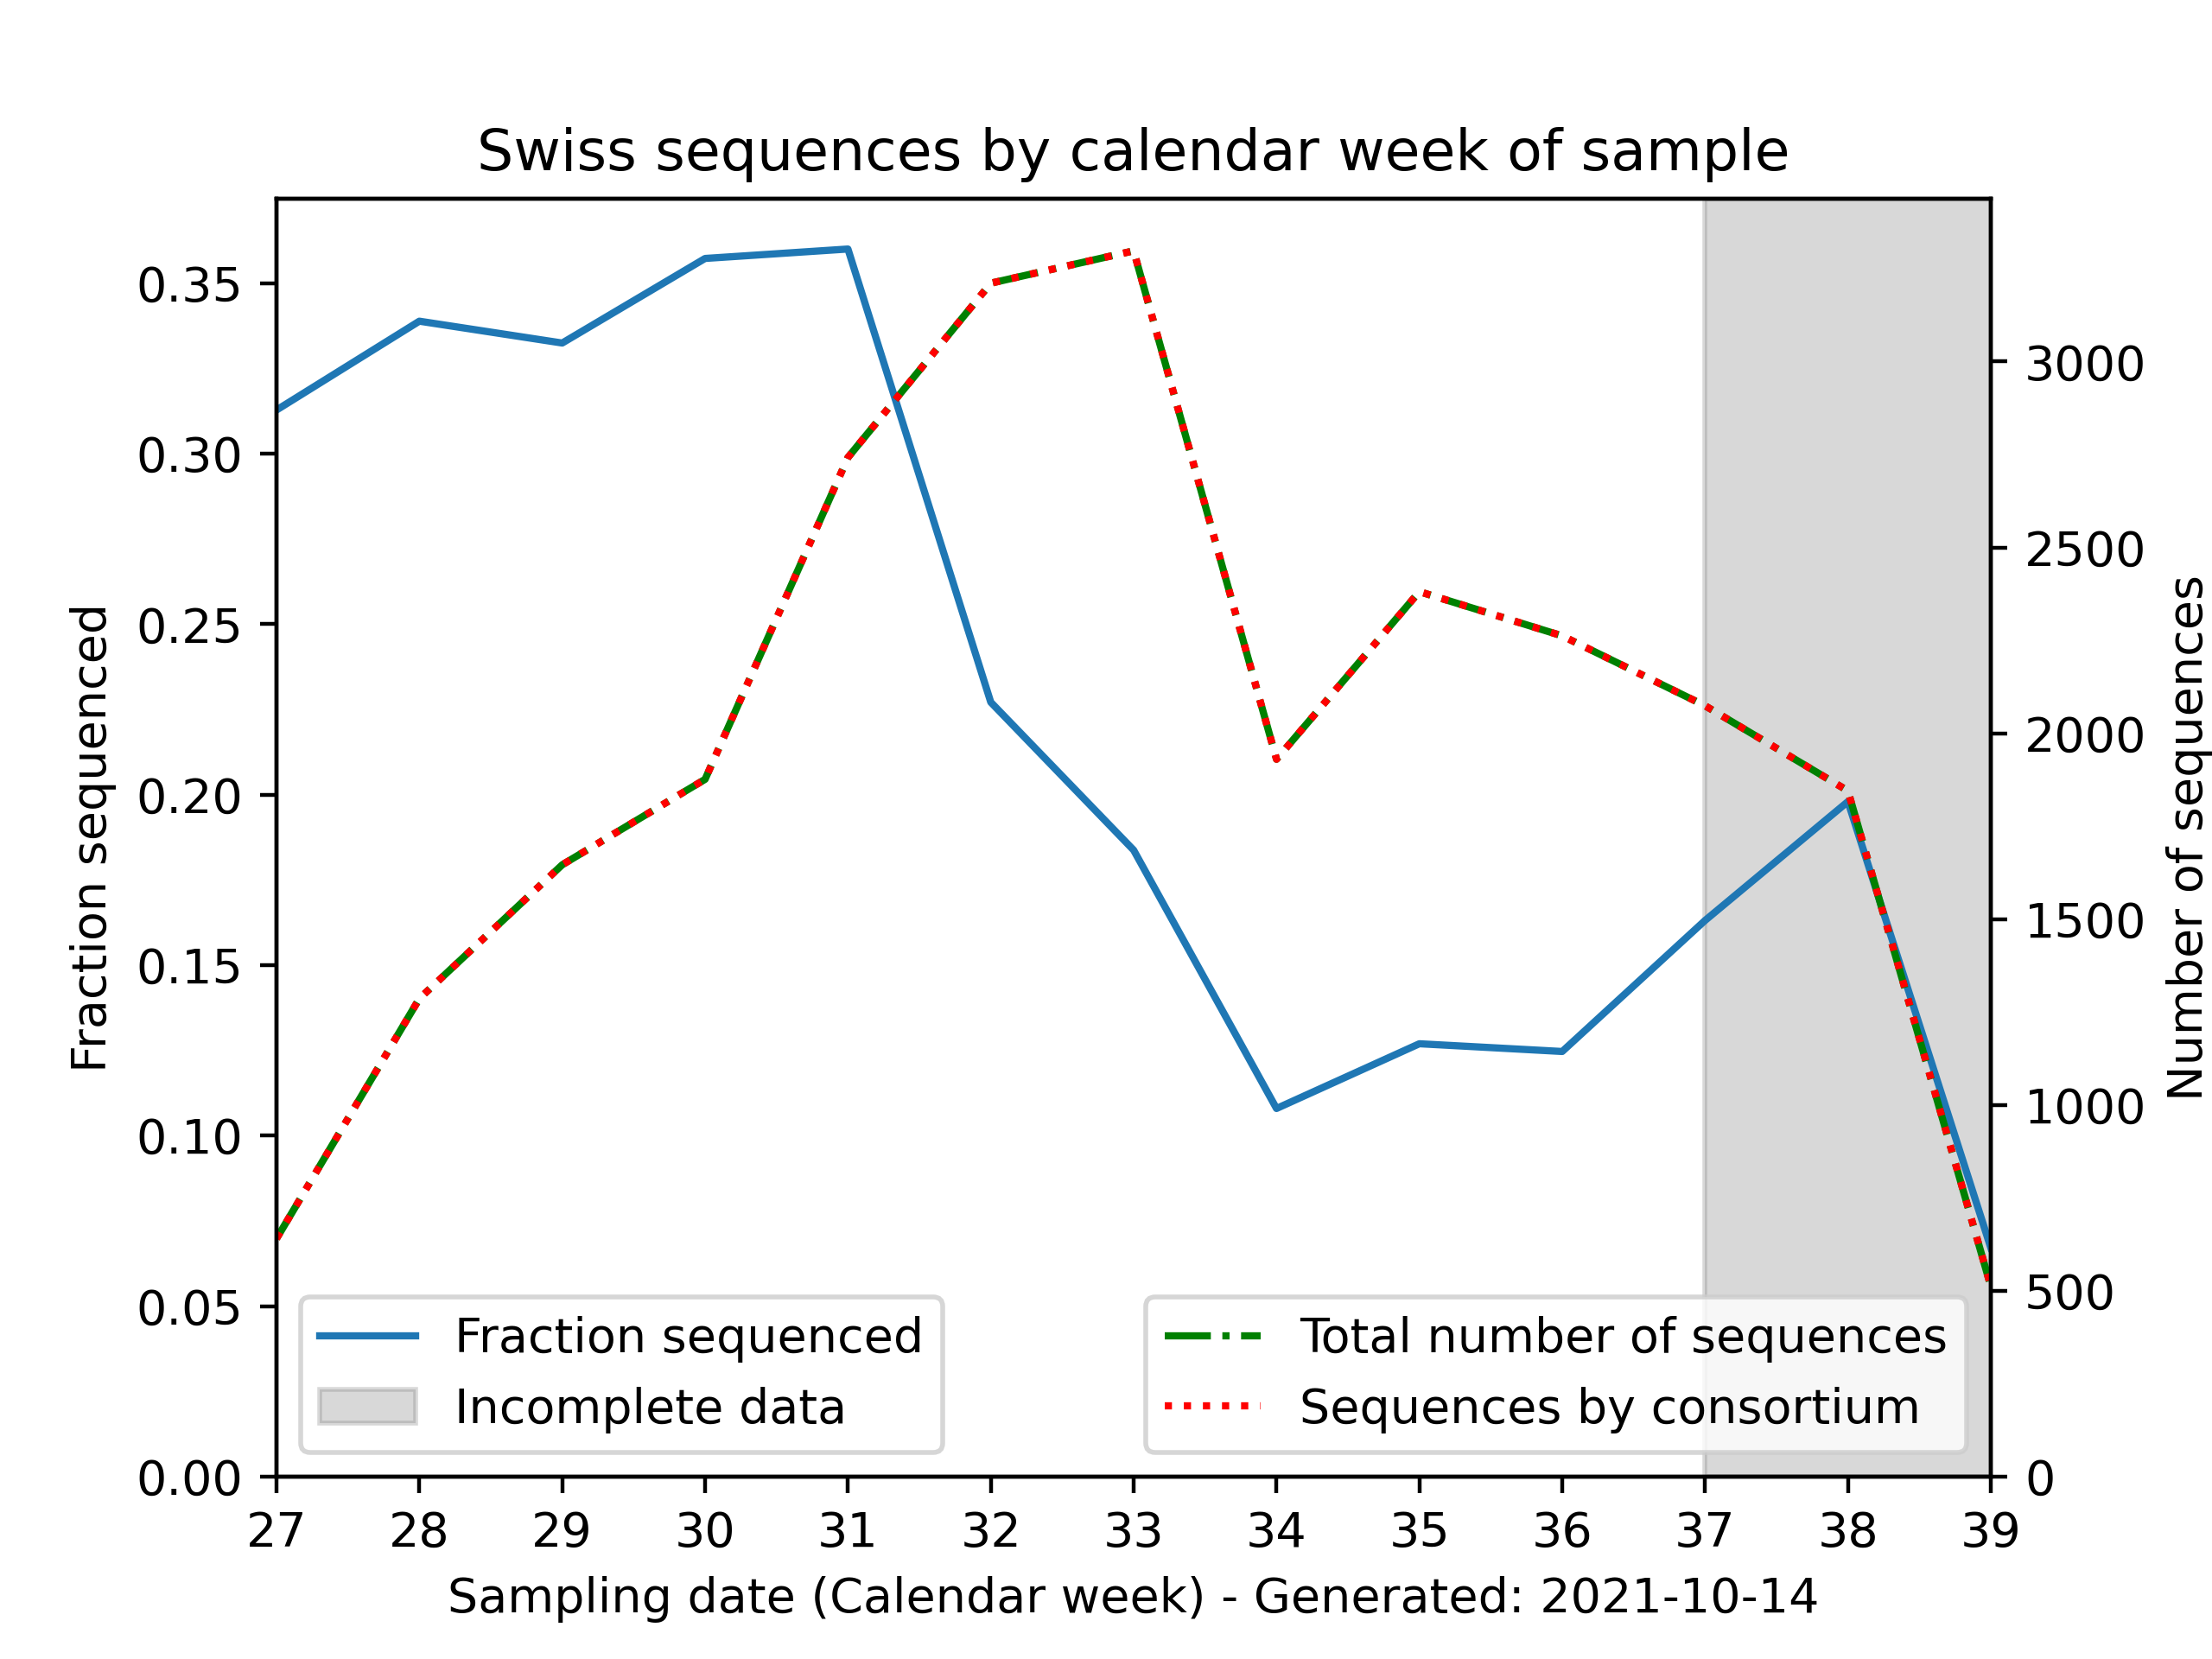 Swiss sequences by calendar week of sample
0.35
0.30
0.25
0.20
0.15
0.10
0.05
0.00
Fraction sequenced
3000
2500
2000
1500
1000
500
0
Number of sequences
Fraction sequenced
Incomplete data
Total number of sequences
Sequences by consortium
27 28 29 30 31 32 33 34 35 36 37 38 39
Sampling date (Calendar week) - Generated: 2021-10-14